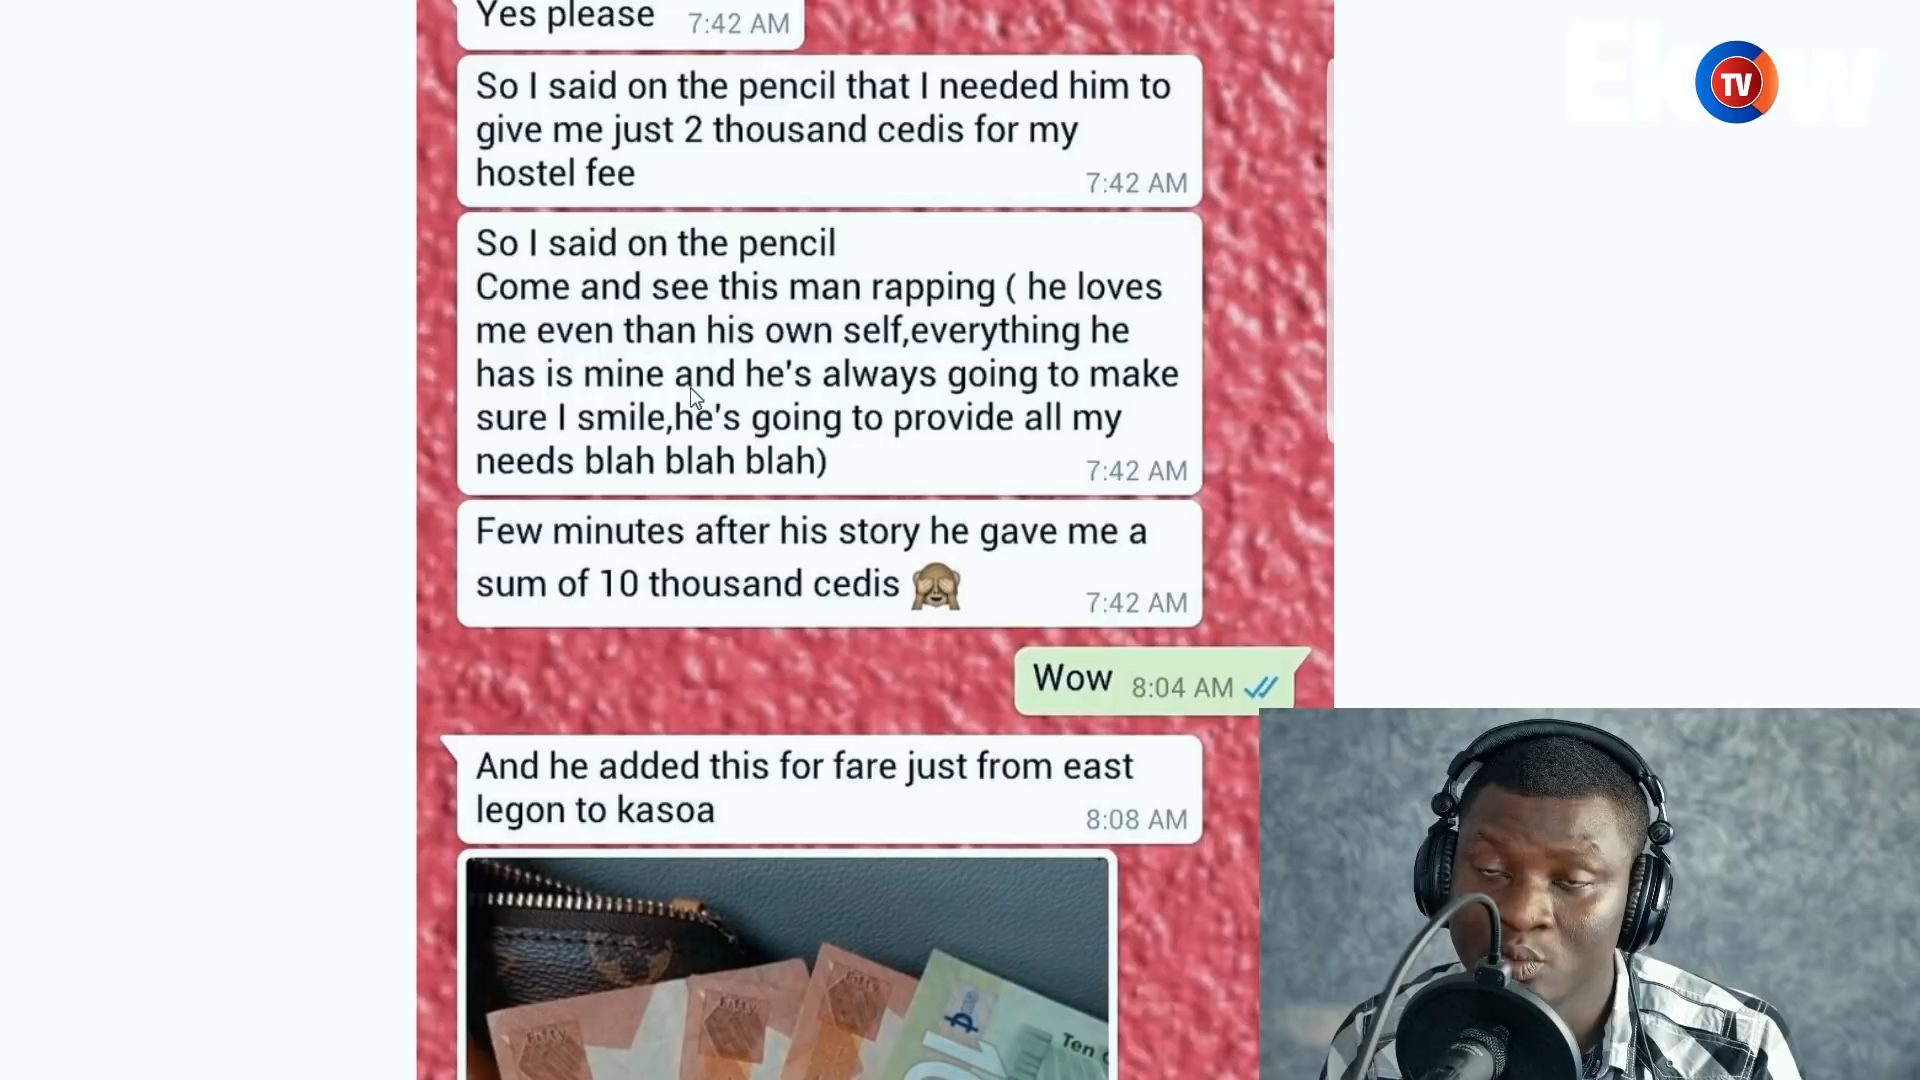 Yes please 7:42 AM
So I said on the pencil that I needed him to
give me just 2 thousand cedis for my
hostel fee 7:42 AM
So I said on the pencil
Come and see this man rapping ( he loves
me even than his own self,everything he
has is mine and he's always going to make
sure I smile,he's going to provide all my
needs blah blah blah) 7:42 AM
Few minutes after his story he gave me a
sum of 10 thousand cedis 7:42 AM
Wow 8:04 AM
And he added this for fare just from east
legon to kasoa 8:08 AM
Fifty
Fifty
Fifty
Ten
TV